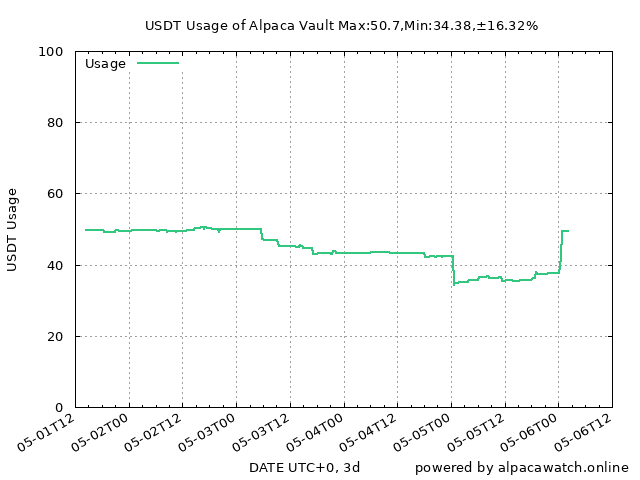 USDT Usage of Alpaca Vault Max:50.7,Min:34.38,±16.32%
100
80
60
40
20
0
Usage
USDT Usage
05-01T12
05-02T00
05-02T12
05-03T00
05-03T12
05-04T00
05-04T12
05-05T00
05-05T12
05-06T00
05-06T12
DATE UTC+0, 3d
powered by alpacawatch.online